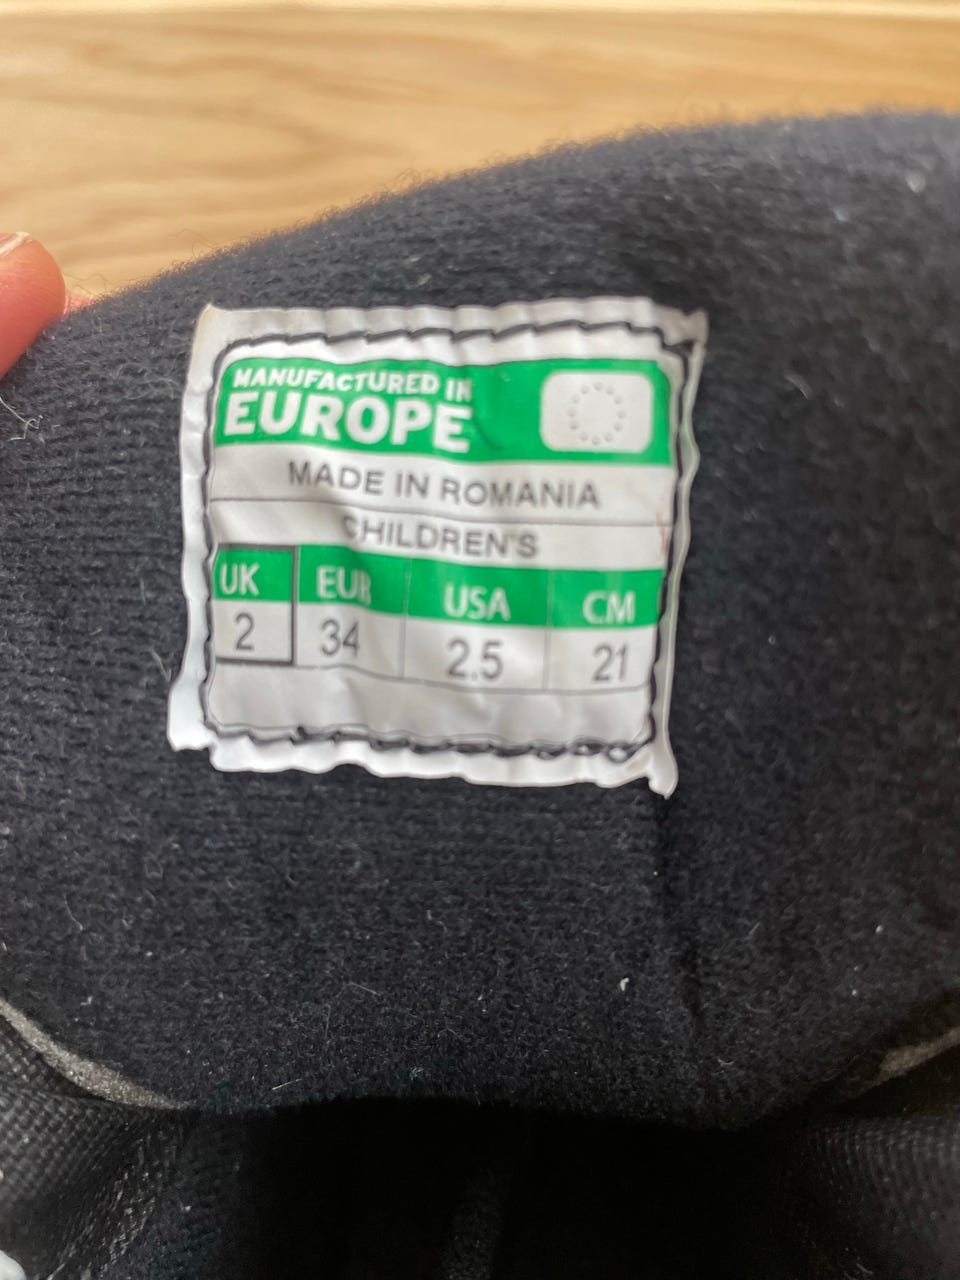 MANUFACTURED IN
EUROPE
MADE IN ROMANIA
CHILDREN'S
UK EUR USA CM
2 34 2.5 21